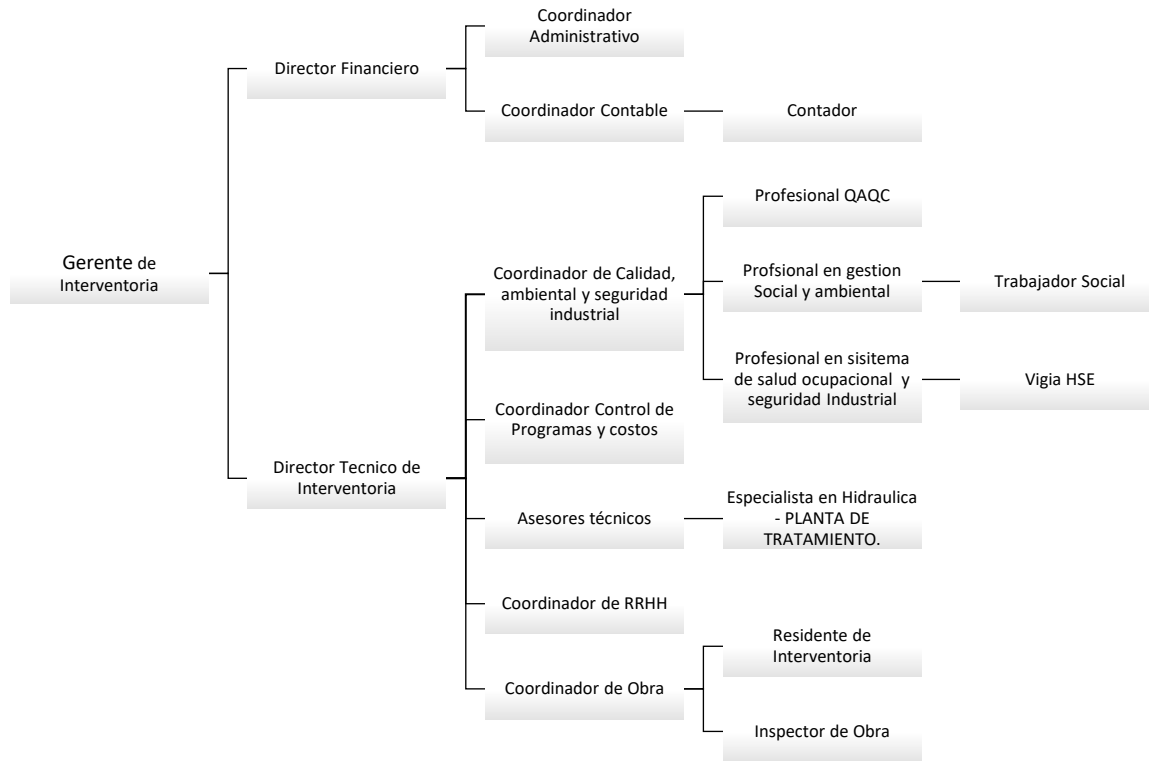 Gerente de
Interventoria
Director Financiero
Coordinador
Administrativo
Coordinador Contable
Contador
Director Tecnico de
Interventoria
Coordinador de Calidad,
ambiental y seguridad
industrial
Profesional QAQC
Profsional en gestion
Social y ambiental
Trabajador Social
Profesional en sisitema
de salud ocupacional y
seguridad Industrial
Vigia HSE
Coordinador Control de
Programas y costos
Asesores técnicos
Especialista en Hidraulica
- PLANTA DE
TRATAMIENTO.
Coordinador de RRHH
Coordinador de Obra
Residente de
Interventoria
Inspector de Obra